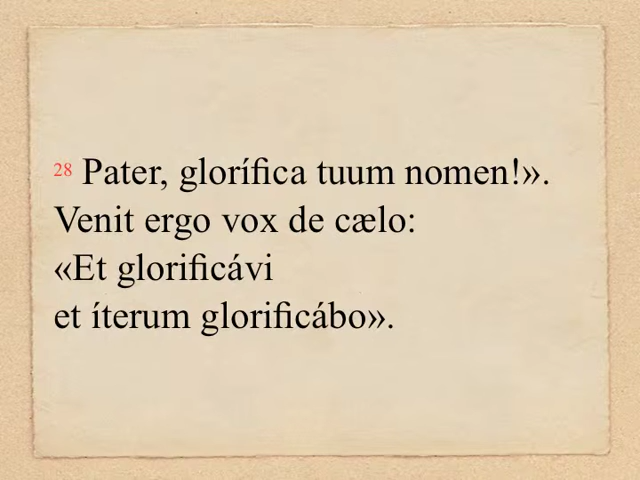 28 Pater, glorífica tuum nomen!».
Venit ergo vox de cælo:
«Et glorificávi
et íterum glorificábo».